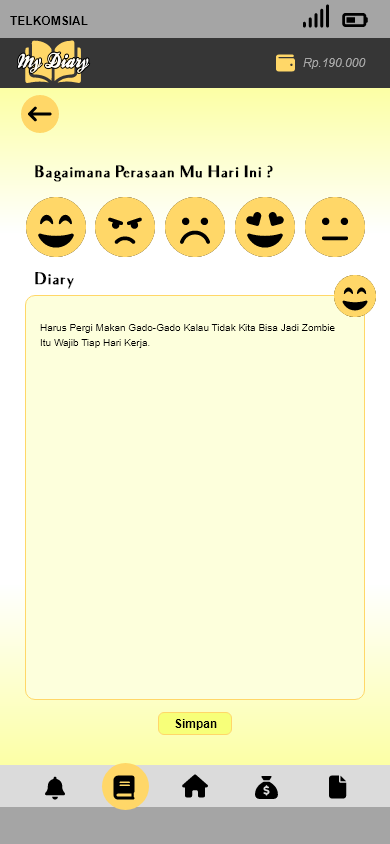 TELKOMSIAL
My Diary
Rp.190.000
Bagaimana Perasaan Mu Hari Ini ?
Diary
Harus Pergi Makan Gado-Gado Kalau Tidak Kita Bisa Jadi Zombie
Itu Wajib Tiap Hari Kerja.
Simpan